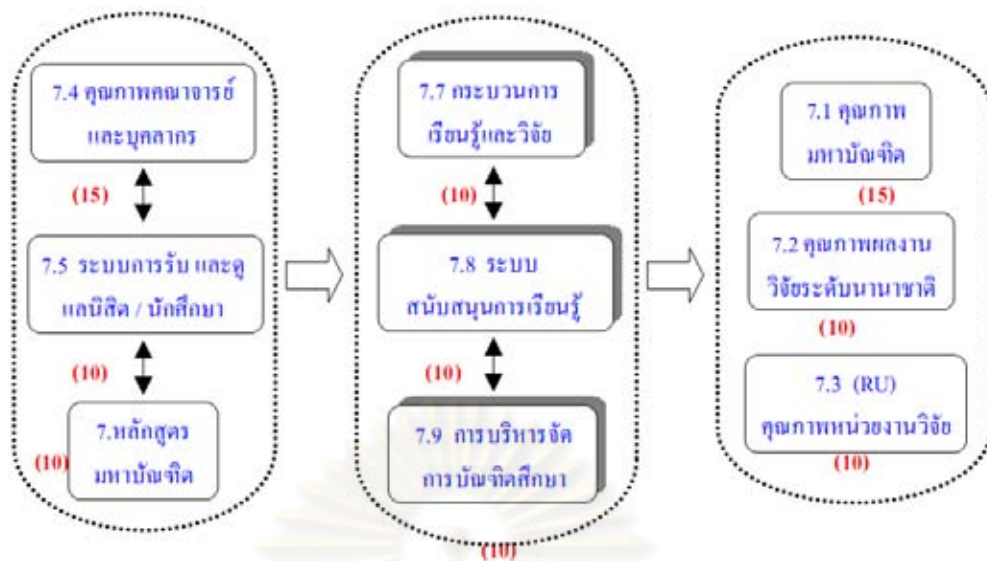 7.4 คุณภาพคณาจารย์
และบุคลากร
(15)
7.5 ระบบการรับ และดู
แลนิสิต / นักศึกษา
(10)
7.หลักสูตร
มหาบัณฑิต
(10)
7.7 กระบวนการ
เรียนรู้และวิจัย
(10)
7.8 ระบบ
สนับสนุนการเรียนรู้
(10)
7.9 การบริหารจัด
การบัณฑิตศึกษา
(10)
7.1 คุณภาพ
มหาบัณฑิต
(15)
7.2 คุณภาพผลงาน
วิจัยระดับนานาชาติ
(10)
7.3 (RU)
คุณภาพหน่วยงานวิจัย
(10)